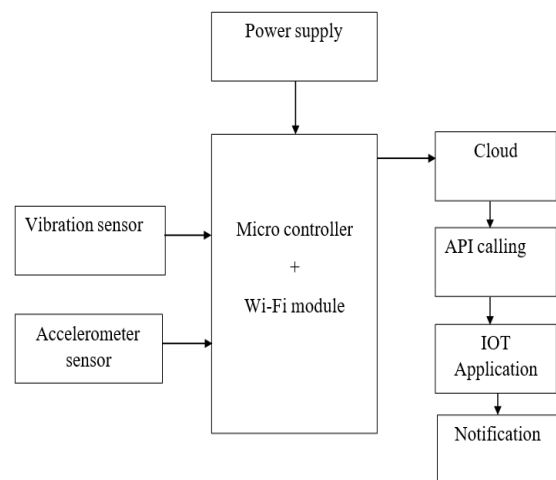 Power supply
Cloud
Vibration sensor
Micro controller
+
Wi-Fi module
API calling
Accelerometer
sensor
IOT
Application
Notification